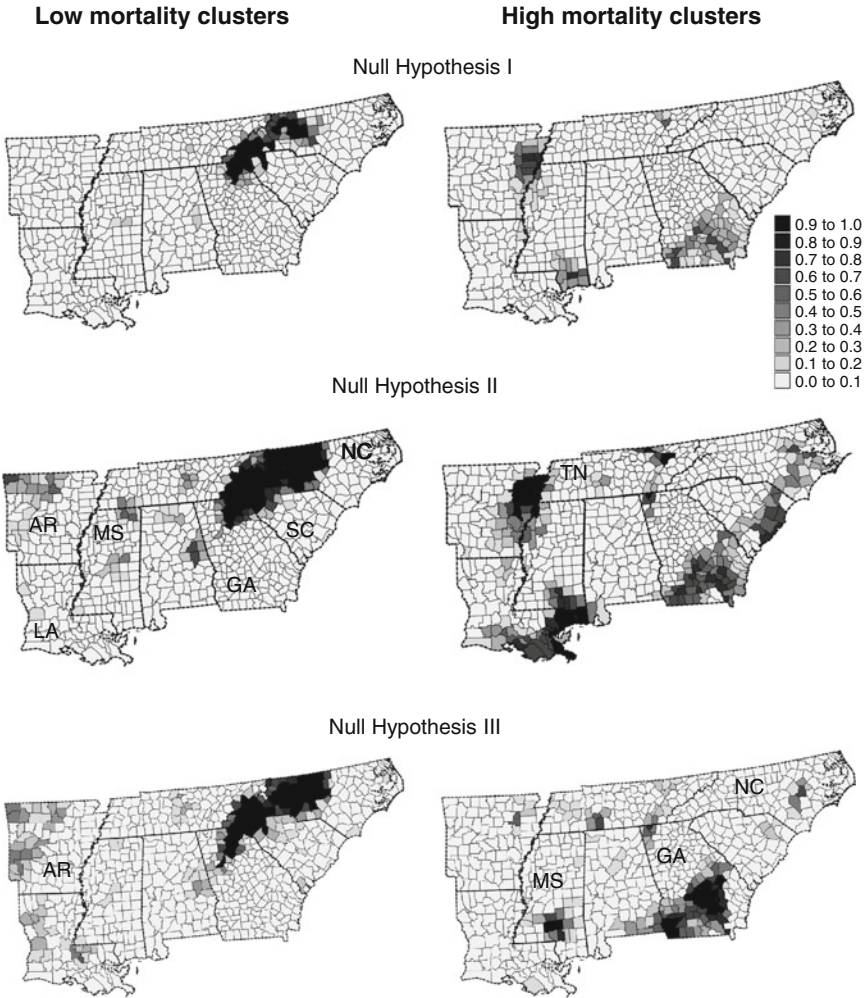 Low mortality clusters
High mortality clusters
Null Hypothesis I
0.9 to 1.0
0.8 to 0.9
0.7 to 0.8
0.6 to 0.7
0.5 to 0.6
0.4 to 0.5
0.3 to 0.4
0.2 to 0.3
0.1 to 0.2
0.0 to 0.1
Null Hypothesis II
NC
AR
MS
SC
GA
LA
TN
Null Hypothesis III
AR
NC
GA
MS